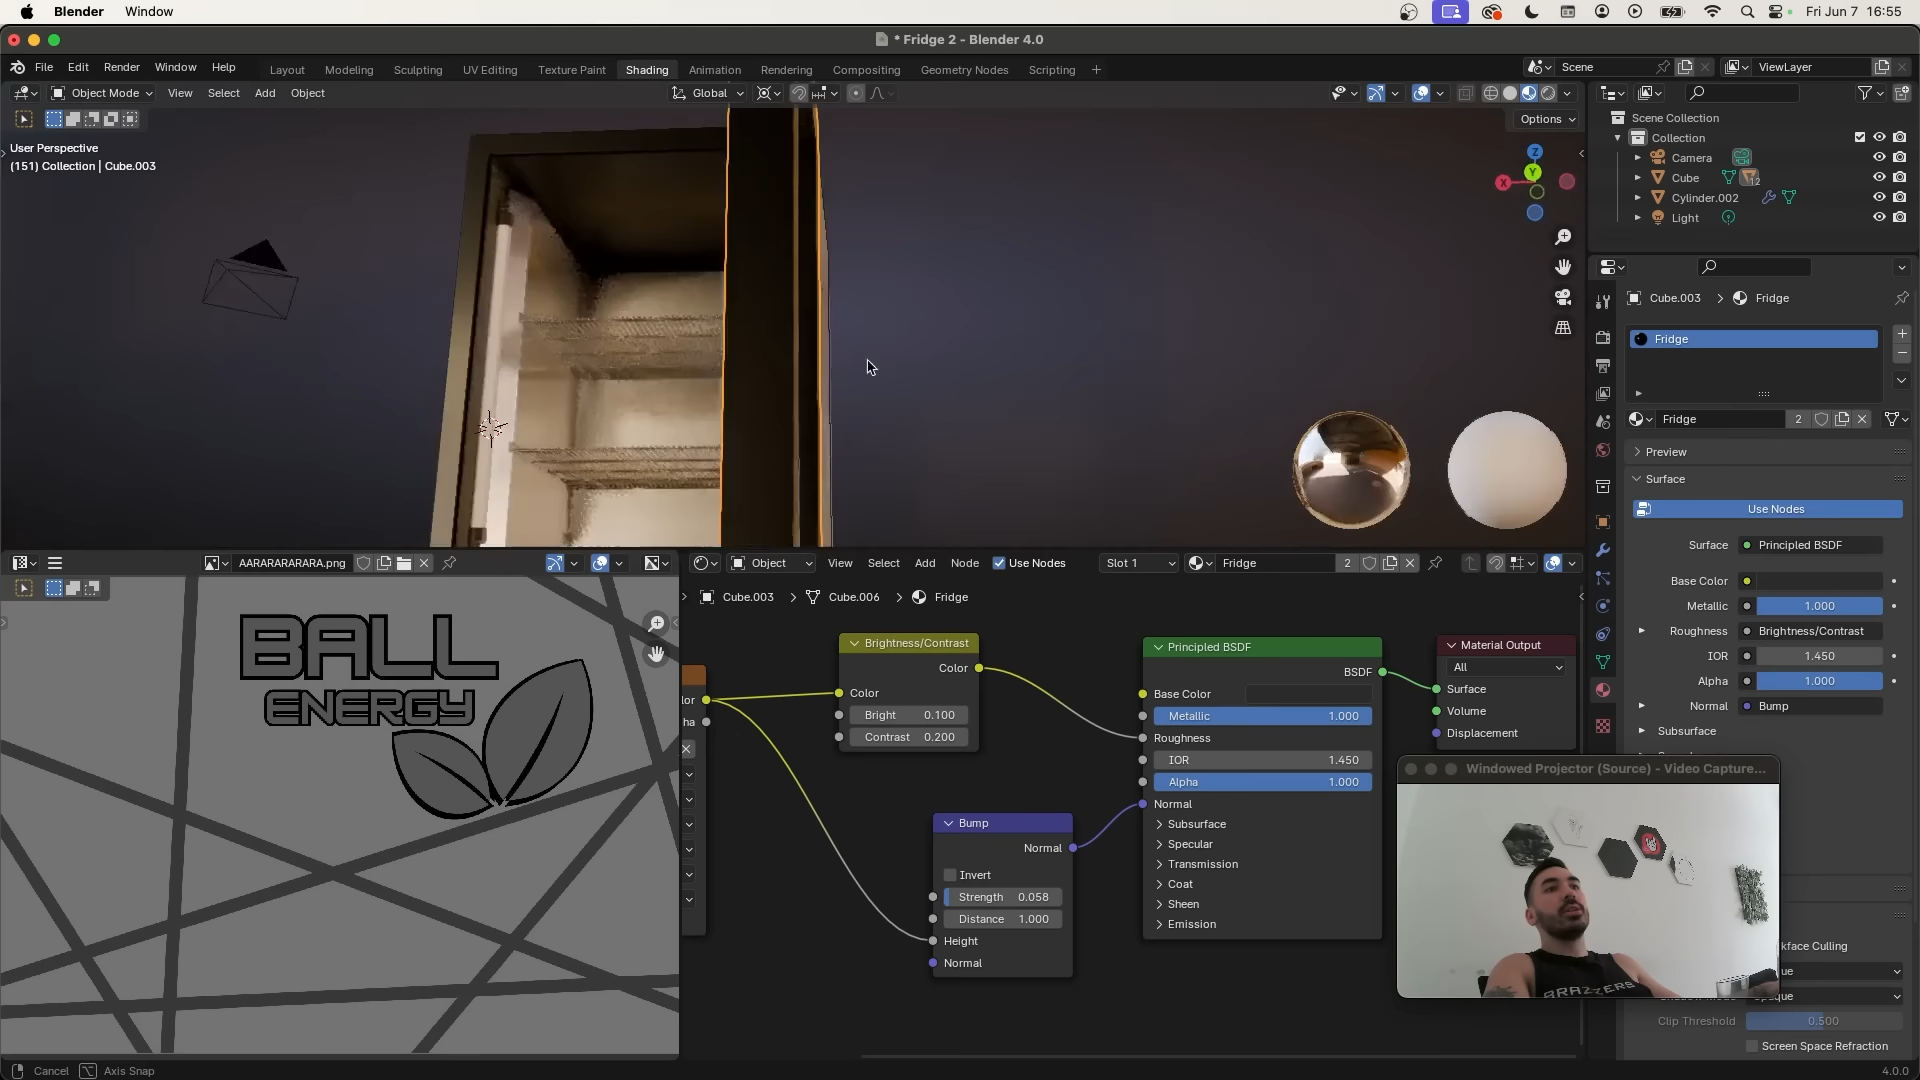 Blender Window Fri Jun 7 16:55
* Fridge 2 - Blender 4.0
File Edit Render Window Help Layout Modeling Sculpting UV Editing Texture Paint Shading Animation Rendering Compositing Geometry Nodes Scripting + Scene ViewLayer
Object Mode View Select Add Object Global
Options
User Perspective
(151) Collection | Cube.003
Z
Y
X
Scene Collection
Collection
Camera
Cube 12
Cylinder.002
Light
Cube.003 > Fridge
Fridge
Fridge 2
Preview
Surface
Use Nodes
Surface Principled BSDF
Base Color
Metallic 1.000
Roughness Brightness/Contrast
IOR 1.450
Alpha 1.000
Normal Bump
Subsurface
kface Culling
Clip Threshold 0.500
Screen Space Refraction
AARARARARARA.png
BALL
ENERGY
Object View Select Add Node Use Nodes Slot 1 Fridge 2
Cube.003 > Cube.006 > Fridge
lor
ha
Brightness/Contrast
Color
Color
Bright 0.100
Contrast 0.200
Bump
Normal
Invert
Strength 0.058
Distance 1.000
Height
Normal
Principled BSDF
BSDF
Base Color
Metallic 1.000
Roughness
IOR 1.450
Alpha 1.000
Normal
Subsurface
Specular
Transmission
Coat
Sheen
Emission
Material Output
All
Surface
Volume
Displacement
Windowed Projector (Source) - Video Capture...
BRAZZERS
Cancel Axis Snap 4.0.0